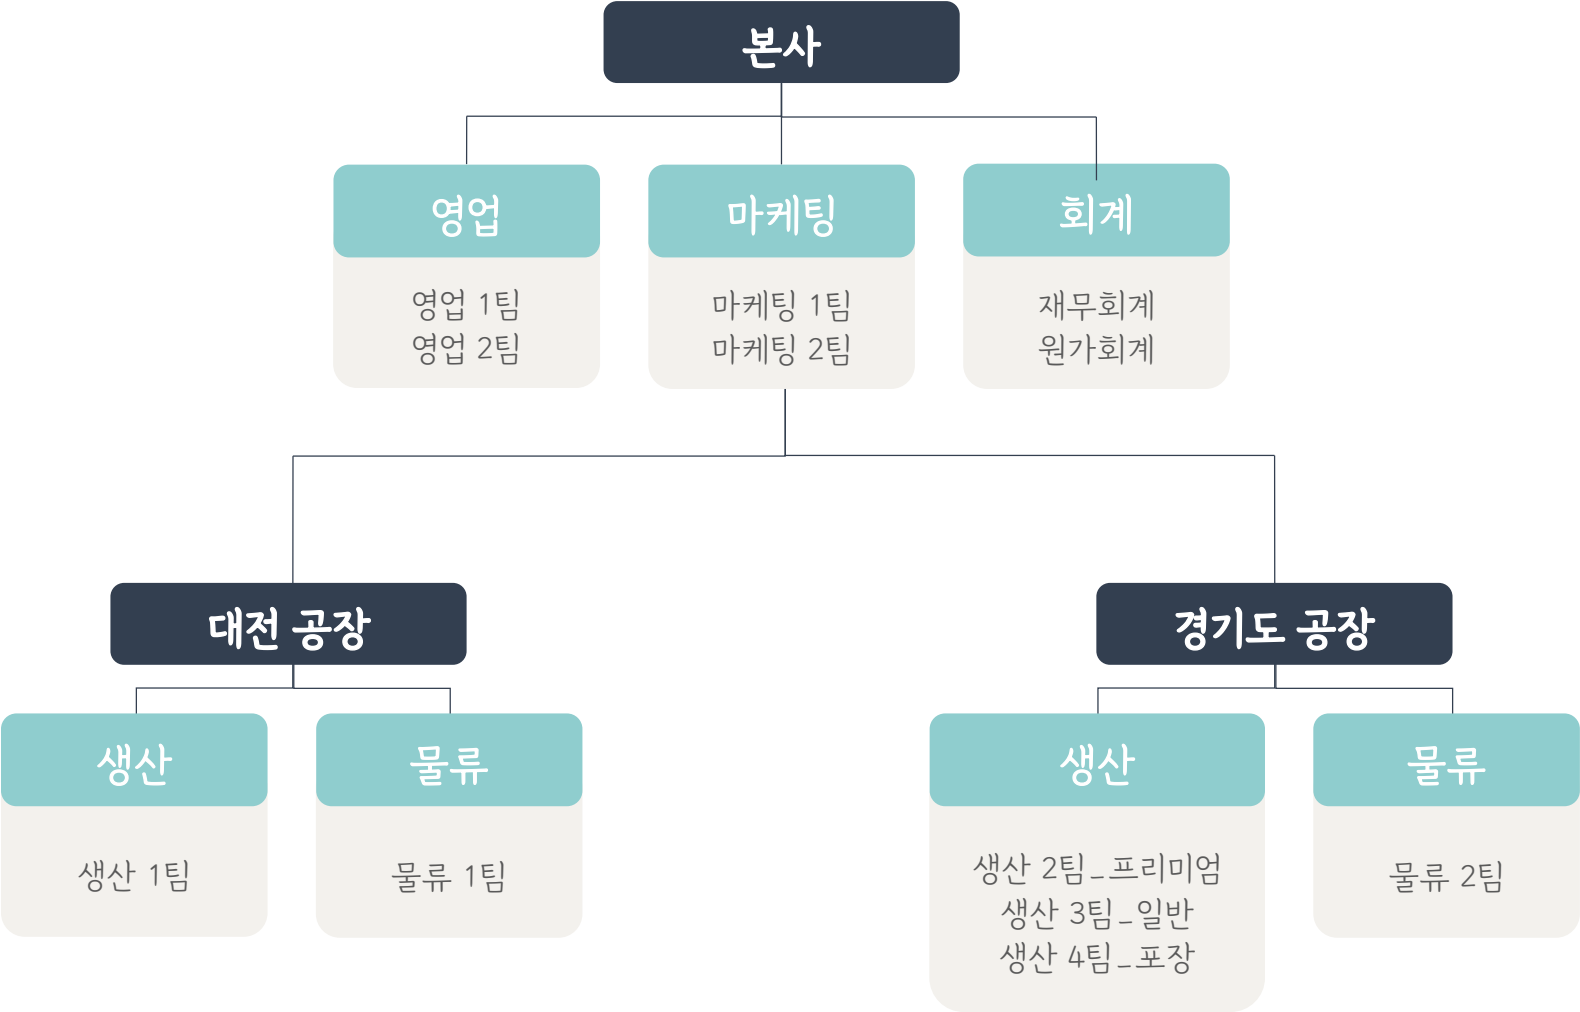 본사
영업
마케팅
회계
영업 1팀
영업 2팀
마케팅 1팀
마케팅 2팀
재무회계
원가회계
대전 공장
경기도 공장
생산
물류
생산
물류
생산 1팀
물류 1팀
생산 2팀_프리미엄
생산 3팀_일반
생산 4팀_포장
물류 2팀